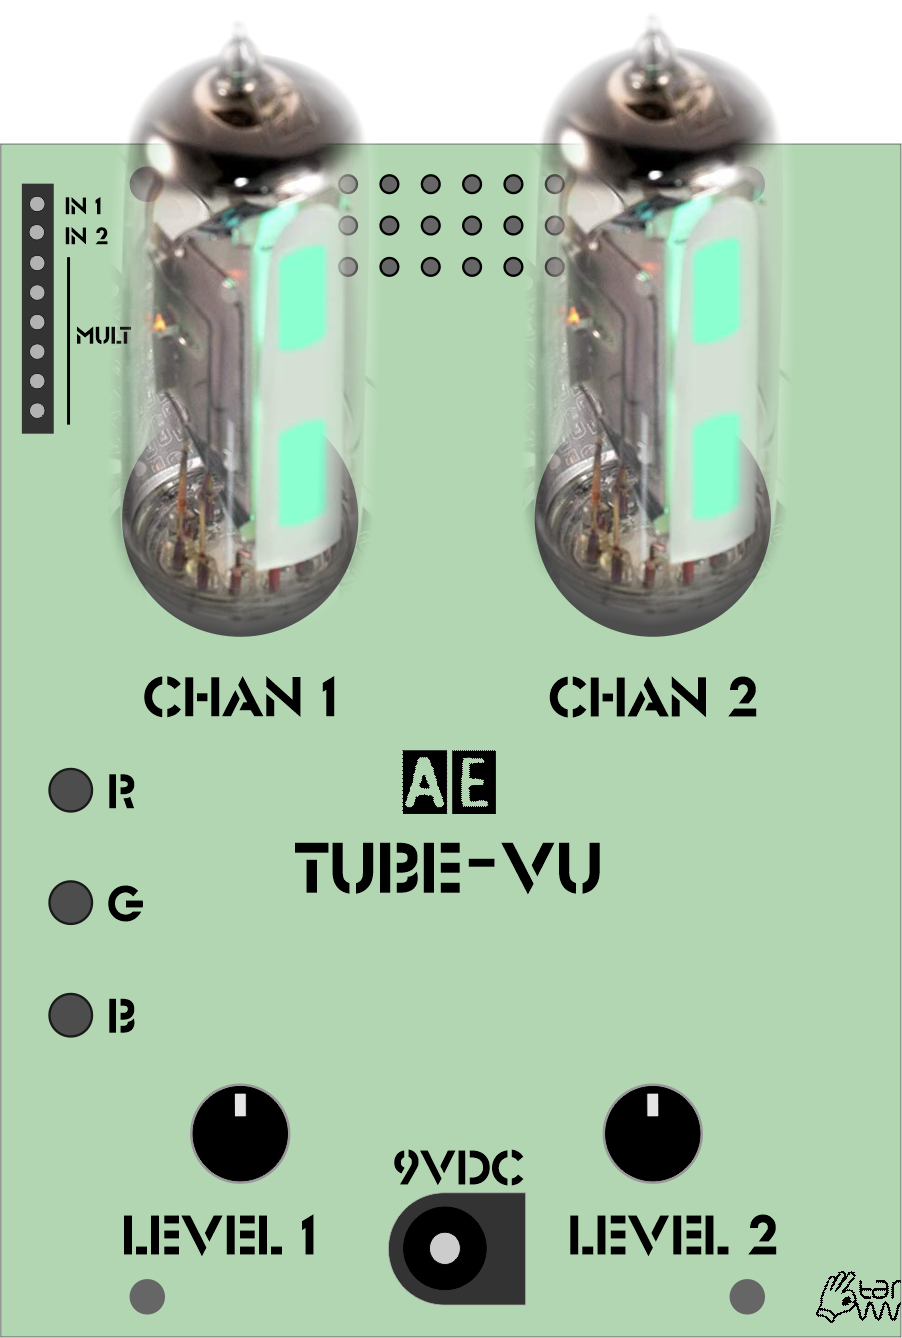 IN 1
IN 2
MULT
CHAN 1
CHAN 2
AE
TUBE-VU
R
G
B
9VDC
LEVEL 1
LEVEL 2